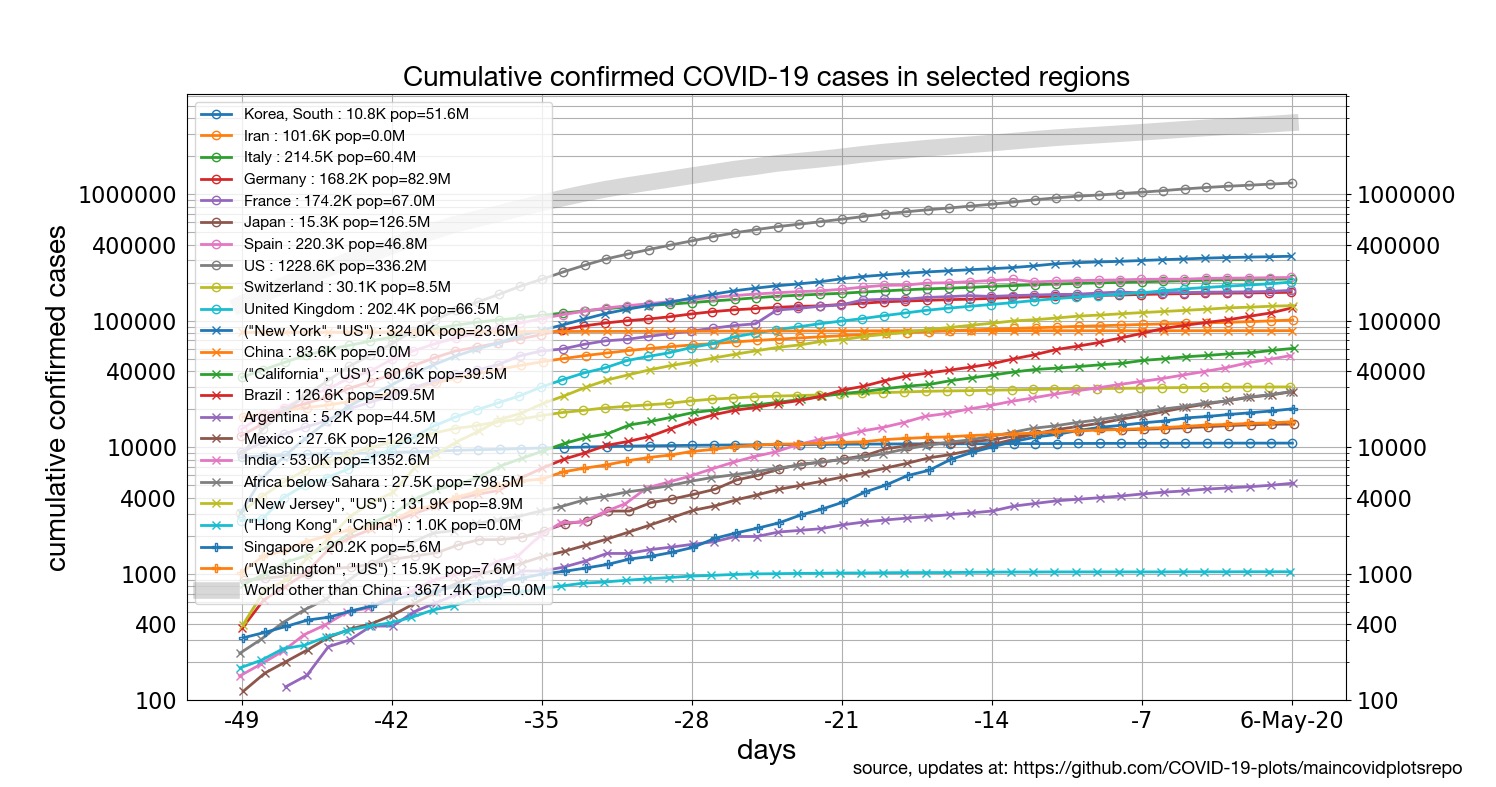 Cumulative confirmed COVID-19 cases in selected regions
Korea, South : 10.8K pop=51.6M
Iran : 101.6K pop=0.0M
Italy : 214.5K pop=60.4M
Germany : 168.2K pop=82.9M
France : 174.2K pop=67.0M
Japan : 15.3K pop=126.5M
Spain : 220.3K pop=46.8M
US : 1228.6K pop=336.2M
Switzerland : 30.1K pop=8.5M
United Kingdom : 202.4K pop=66.5M
("New York", "US") : 324.0K pop=23.6M
China : 83.6K pop=0.0M
("California", "US") : 60.6K pop=39.5M
Brazil : 126.6K pop=209.5M
Argentina : 5.2K pop=44.5M
Mexico : 27.6K pop=126.2M
India : 53.0K pop=1352.6M
Africa below Sahara : 27.5K pop=798.5M
("New Jersey", "US") : 131.9K pop=8.9M
("Hong Kong", "China") : 1.0K pop=0.0M
Singapore : 20.2K pop=5.6M
("Washington", "US") : 15.9K pop=7.6M
World other than China : 3671.4K pop=0.0M
cumulative confirmed cases
1000000
400000
100000
40000
10000
4000
1000
400
100
1000000
400000
100000
40000
10000
4000
1000
400
100
-49 -42 -35 -28 -21 -14 -7 6-May-20
days
source, updates at: https://github.com/COVID-19-plots/maincovidplotsrepo